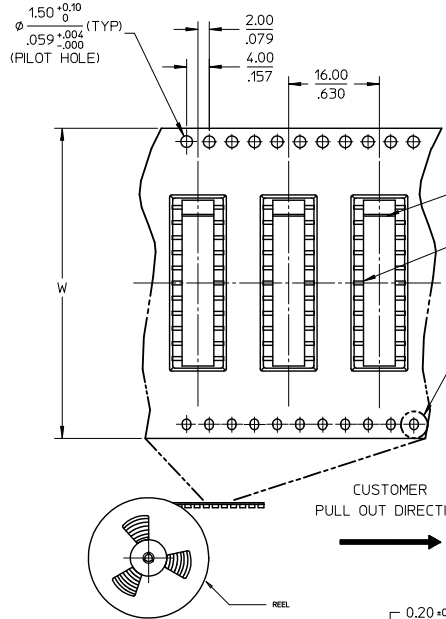 1.50 +0.10
0
ø (TYP)
.059 +.004
-.000
(PILOT HOLE)
2.00
.079
4.00
.157
16.00
.630
W
CUSTOMER
PULL OUT DIRECTI
REEL
0.20 ±0